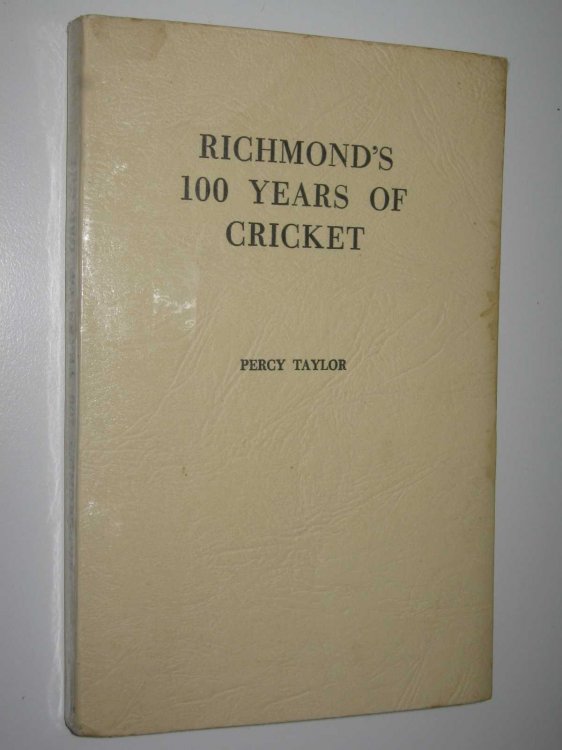 RICHMOND'S
100 YEARS OF
CRICKET
PERCY TAYLOR